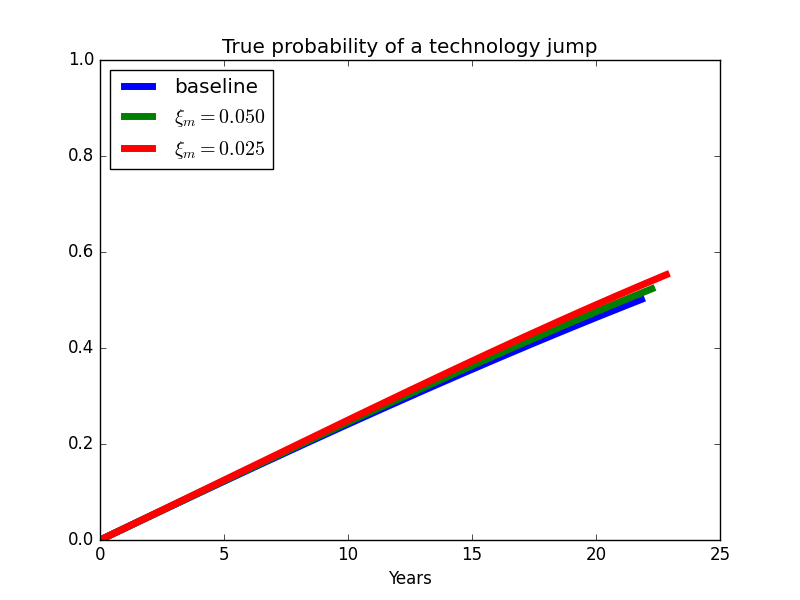 True probability of a technology jump
1.0
baseline
ξₘ = 0.050
ξₘ = 0.025
0.8
0.6
0.4
0.2
0.0
0 5 10 15 20 25
Years